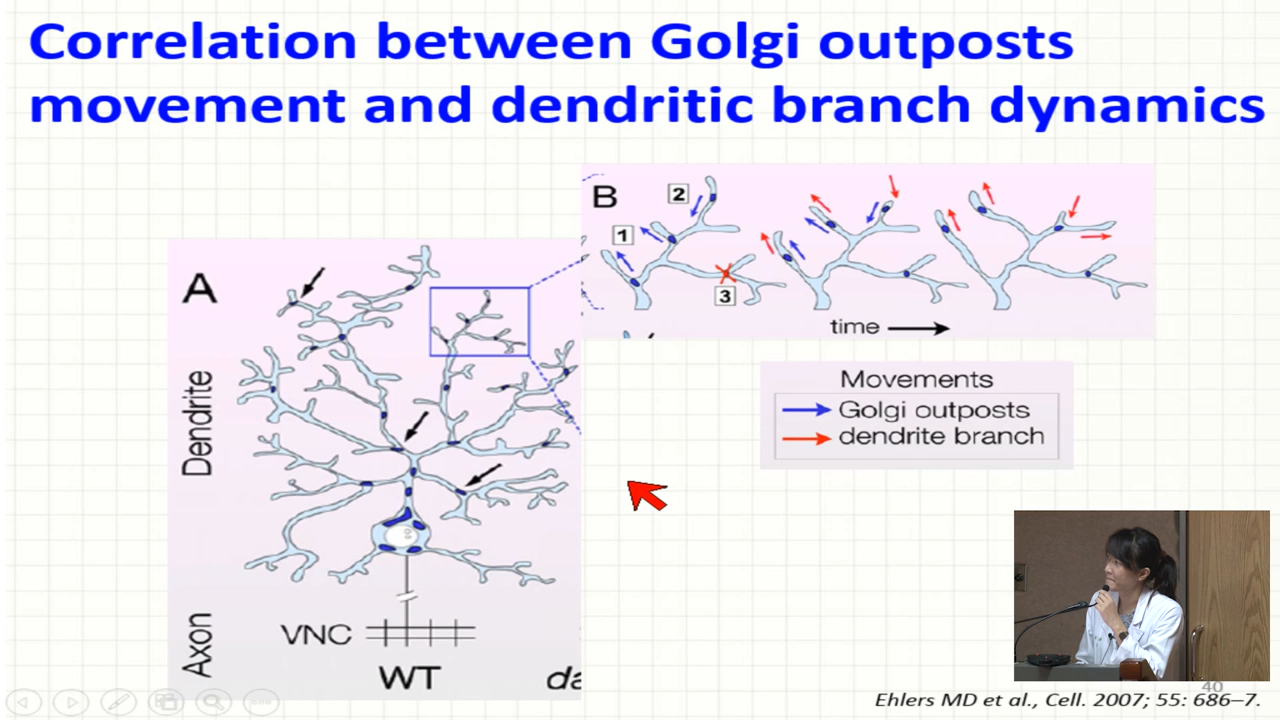 Correlation between Golgi outposts
movement and dendritic branch dynamics
A
Dendrite
Axon
VNC
WT
B
2
1
3
time
Movements
Golgi outposts
dendrite branch
40
Ehlers MD et al., Cell. 2007; 55: 686–7.